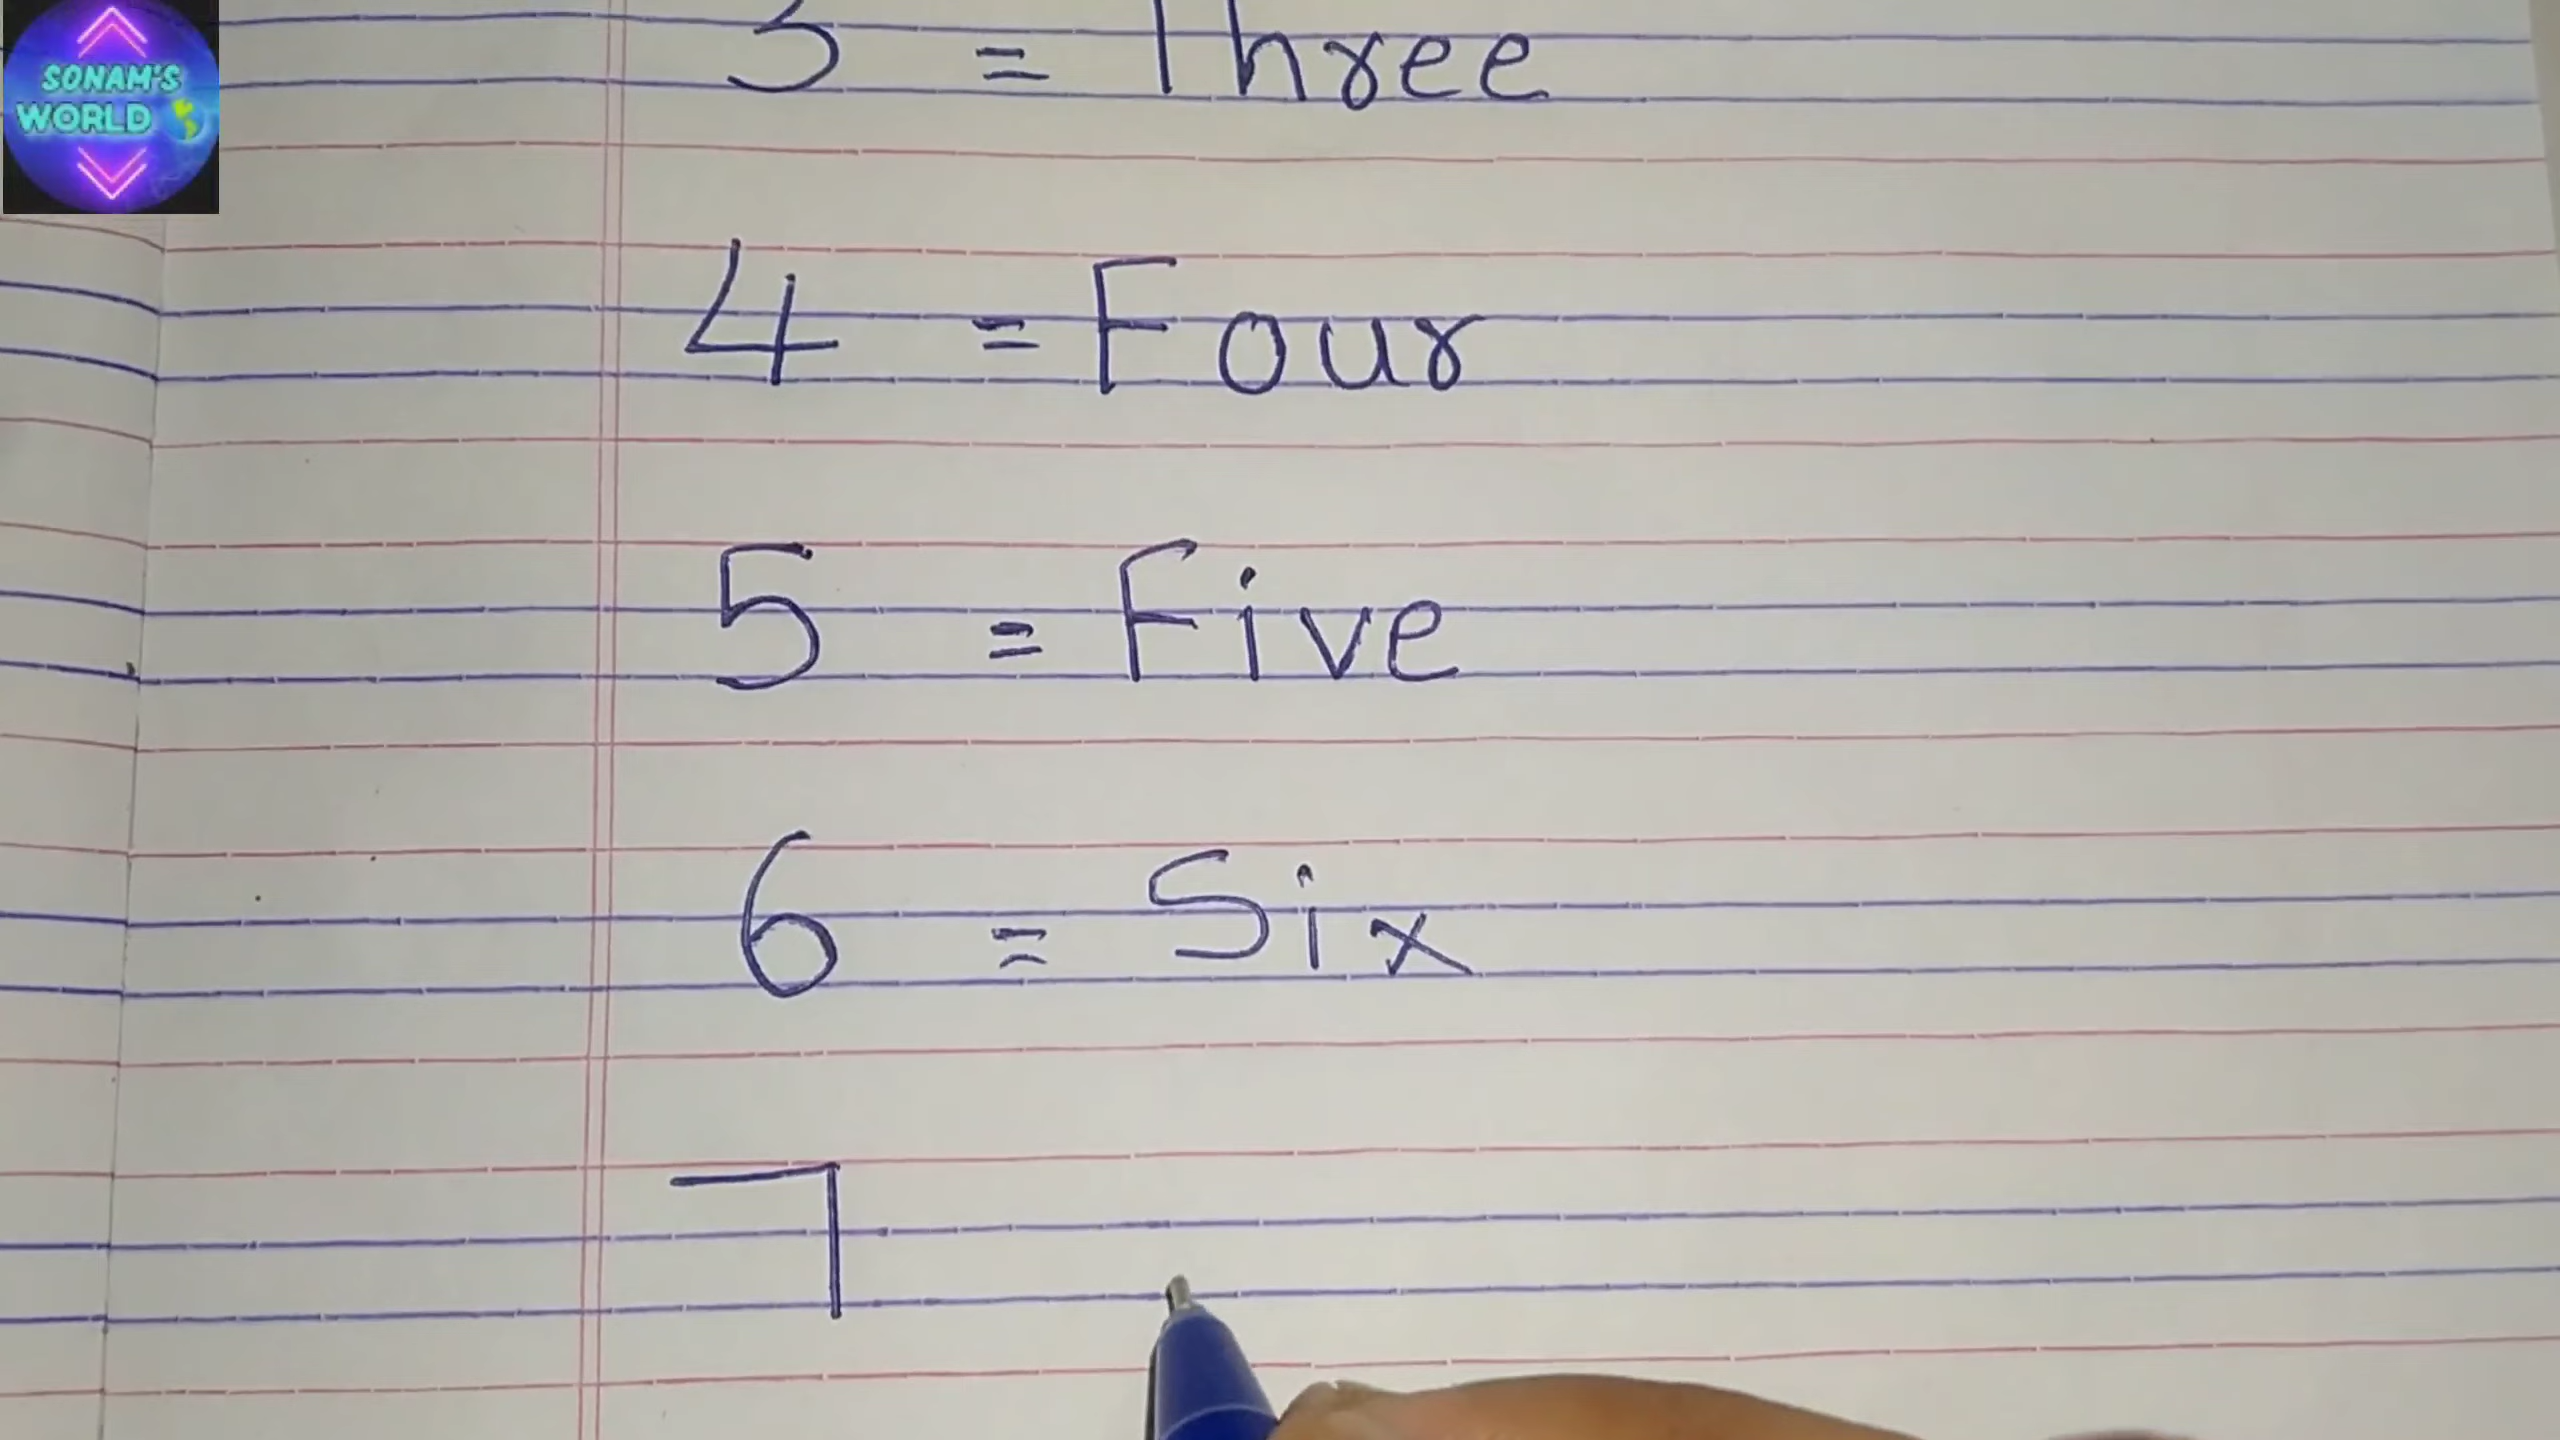 SONAM'S
WORLD
3 = Three
4 = Four
5 = Five
6 = Six
7